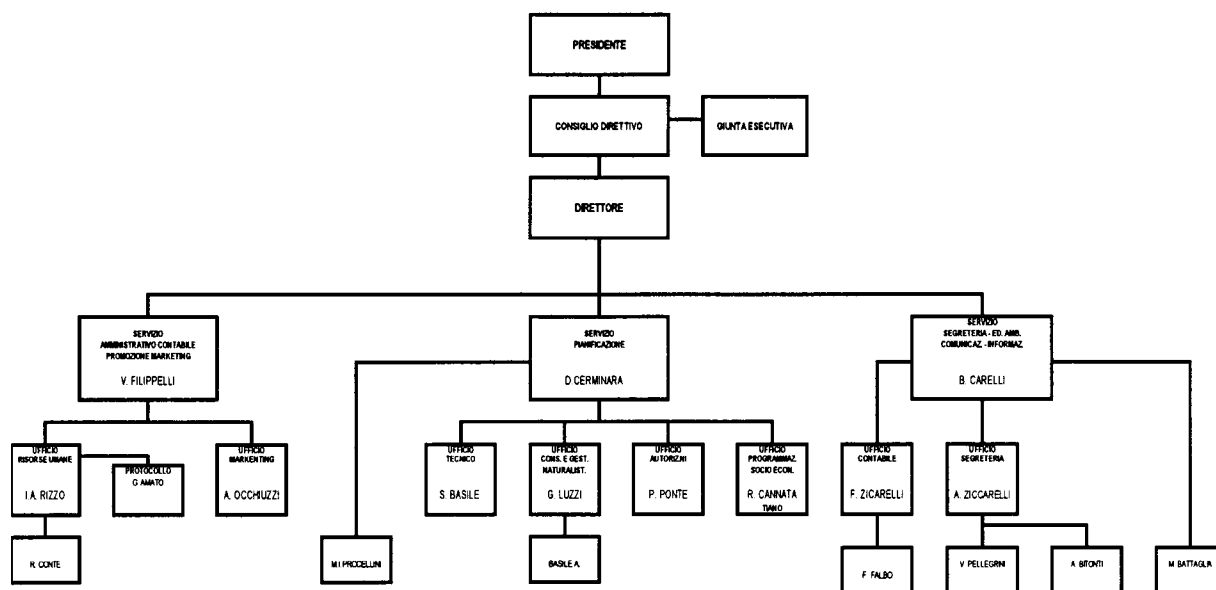 PRESIDENTE
CONSIGLIO DIRETTIVO
GIUNTA ESECUTIVA
DIRETTORE
SERVIZIO
AMMINISTRATIVO CONTABILE
PROMOZIONE MARKETING
V. FILIPPELLI
SERVIZIO
PIANIFICAZIONE
D.CERMINARA
SERVIZIO
SEGRETERIA - ED. AMB.
COMUNICAZ. - INFORMAZ.
B. CARELLI
UFFICIO
RISORSE UMANE
I.A. RIZZO
PROTOCOLLO
G. AMATO
UFFICIO
MARKENTING
A. OCCHIUZZI
UFFICIO
TECNICO
S. BASILE
UFFICIO
CONS. E GEST.
NATURALIST.
G. LUZZI
UFFICIO
AUTORIZ.NI
P. PONTE
UFFICIO
PROGRAMMAZ.
SOCIO ECON.
R. CANNATA
TIANO
UFFICIO
CONTABILE
F. ZICARELLI
UFFICIO
SEGRETERIA
A. ZICCARELLI
R. CONTE
M.I. PROCELLINI
BASILE A.
F. FALBO
V. PELLEGRINI
A. BITONTI
M. BATTAGLIA